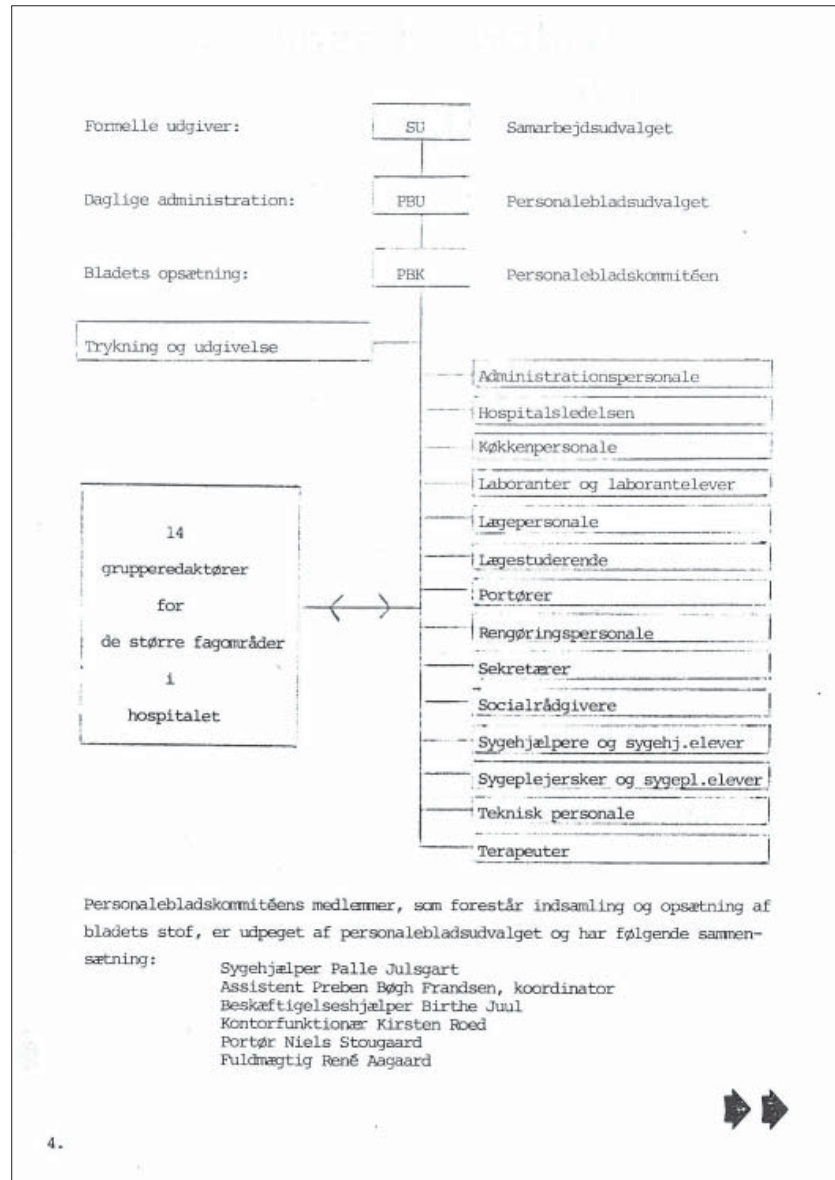 Formelle udgiver: SU Samarbejdsudvalget
Daglige administration: PBU Personalebladsudvalget
Bladets opsætning: PBK Personalebladskommitéen
Trykning og udgivelse
Administrationspersonale
Hospitalsledelsen
Køkkenpersonale
Laboranter og laborantelever
Lægepersonale
Lægestuderende
Portører
Rengøringspersonale
Sekretærer
Socialrådgivere
Sygehjælpere og sygehj.elever
Sygeplejersker og sygepl.elever
Teknisk personale
Terapeuter
14
grupperedaktører
for
de større fagområder
i
hospitalet
Personalebladskommitéens medlemmer, som forestår indsamling og opsætning af
bladets stof, er udpeget af personalebladsudvalget og har følgende sammen-
sætning:
Sygehjælper Palle Julsgart
Assistent Preben Bøgh Frandsen, koordinator
Beskæftigelseshjælper Birthe Juul
Kontorfunktionær Kirsten Roed
Portør Niels Stougaard
Fuldmægtig René Aagaard
4.